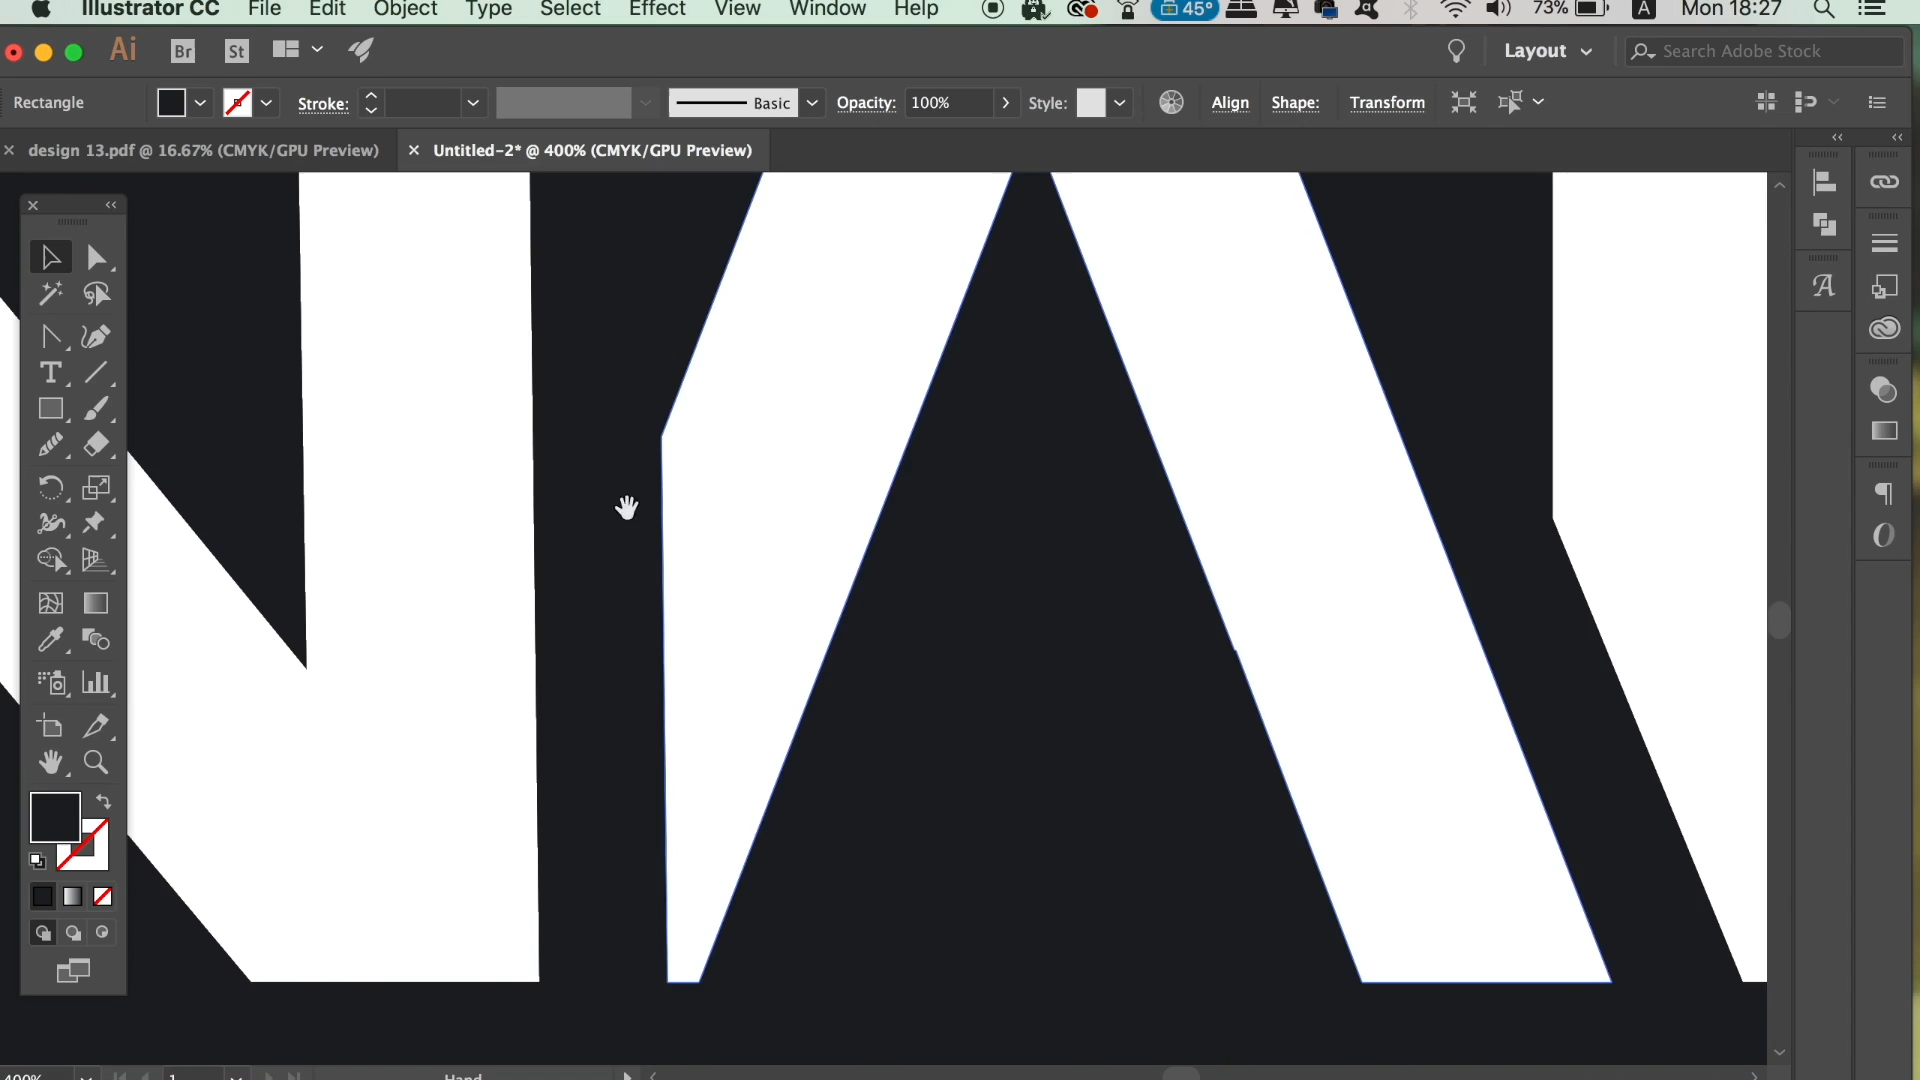 Illustrator CC File Edit Object Type Select Effect View Window Help 45° 73% A Mon 18:27
Ai Br St Layout Search Adobe Stock
Rectangle Stroke: Basic Opacity: 100% Style: Align Shape: Transform
× design 13.pdf @ 16.67% (CMYK/GPU Preview) × Untitled-2* @ 400% (CMYK/GPU Preview)
400% 1 Hand